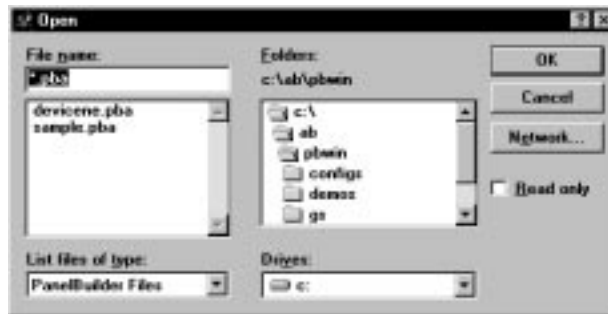 Open
File name:
*.pba
devicene.pba
sample.pba
List files of type:
PanelBuilder Files
Folders:
c:\ab\pbwin
c:\
ab
pbwin
configs
demos
gs
Drives:
c:
OK
Cancel
Network...
Read only